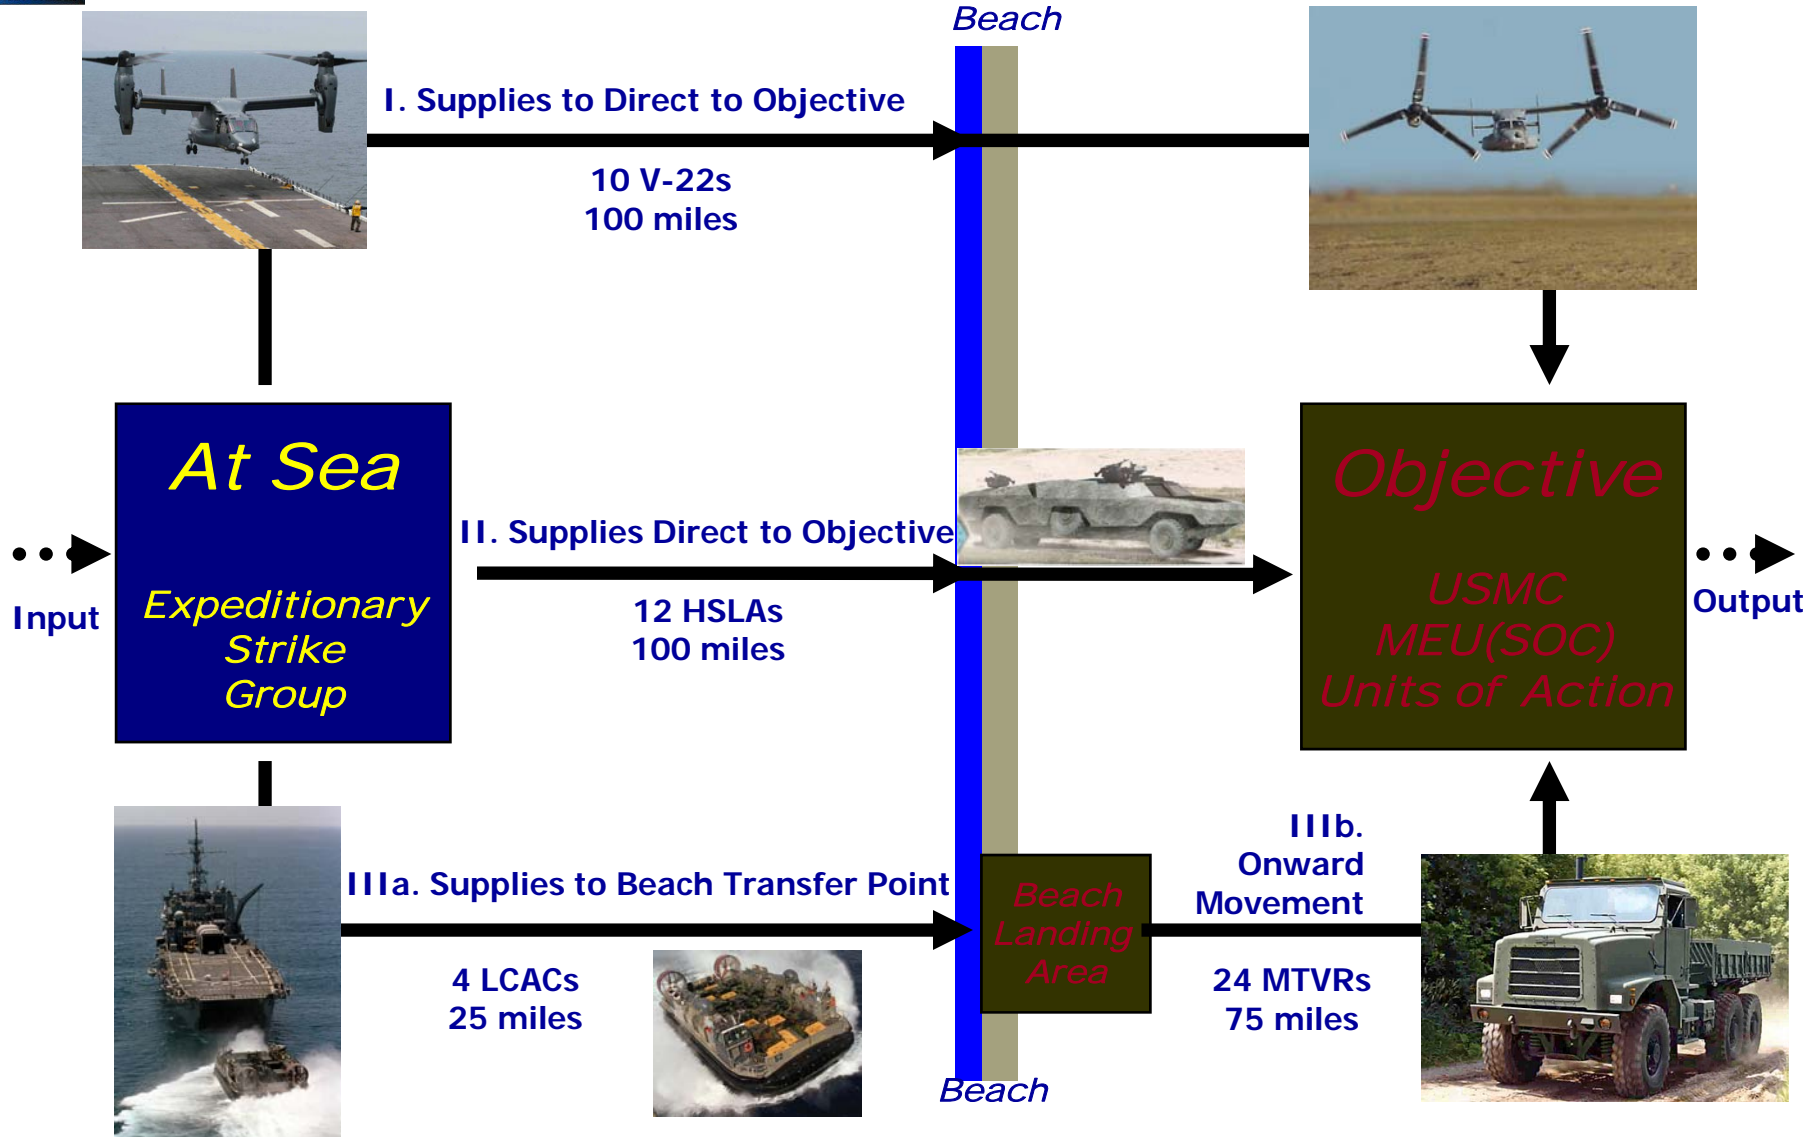 Beach
I. Supplies to Direct to Objective
10 V-22s
100 miles
At Sea
Expeditionary
Strike
Group
Input
II. Supplies Direct to Objective
12 HSLAs
100 miles
Objective
USMC
MEU(SOC)
Units of Action
Output
IIIa. Supplies to Beach Transfer Point
4 LCACs
25 miles
Beach
Landing
Area
IIIb.
Onward
Movement
24 MTVRs
75 miles
Beach